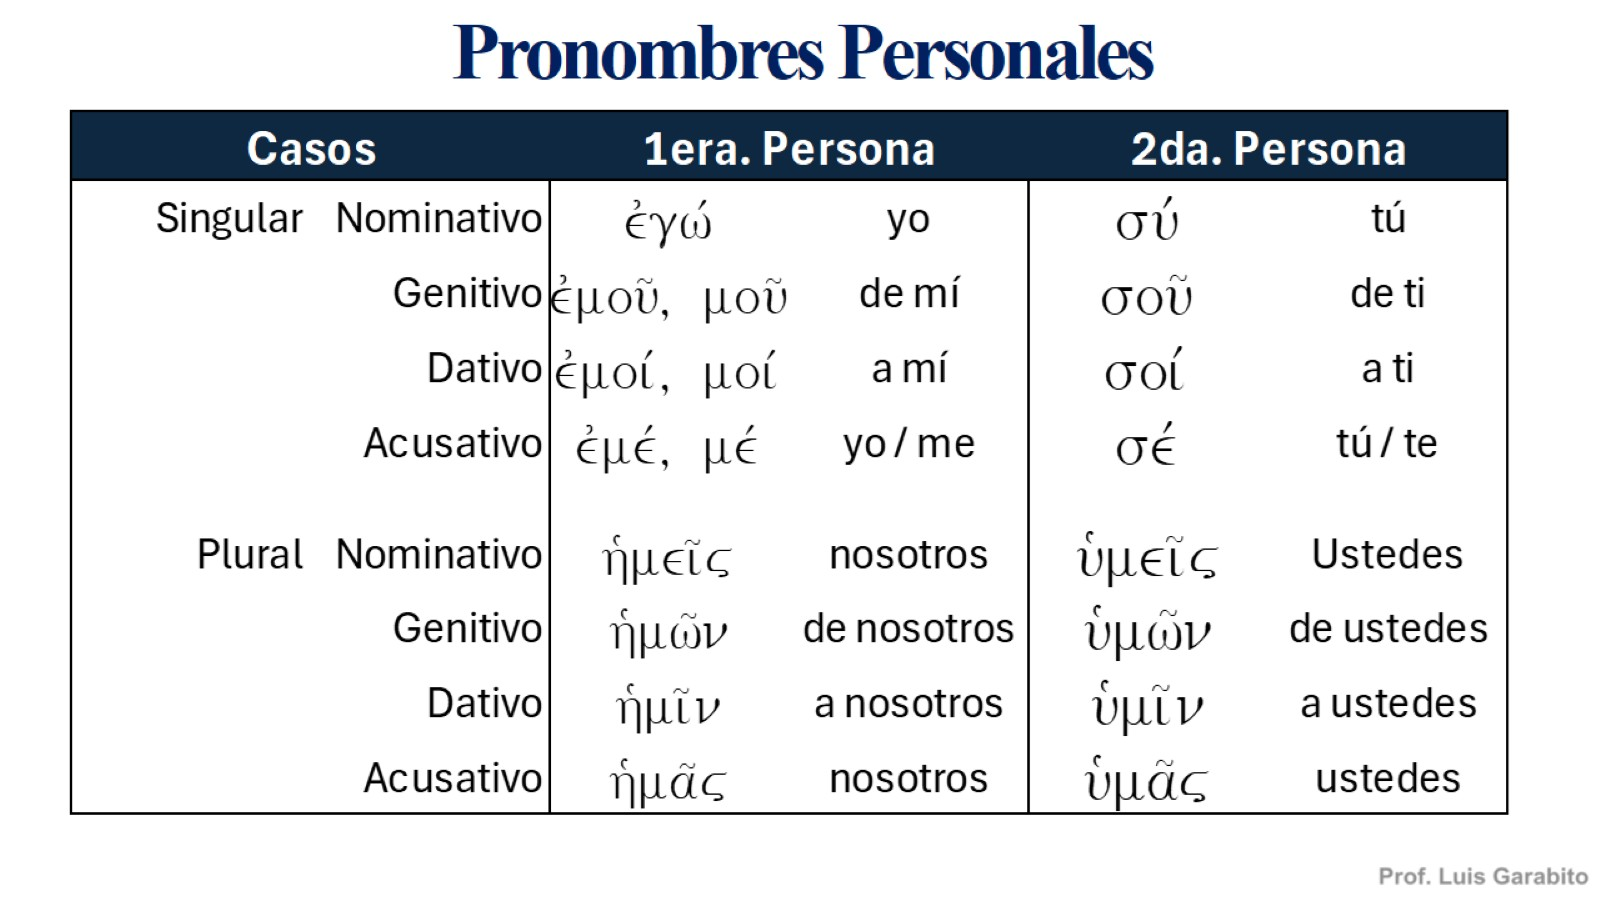 Pronombres Personales
Casos 1era. Persona 2da. Persona
Singular Nominativo ἐγώ yo σύ tú
Genitivo ἐμοῦ, μοῦ de mí σοῦ de ti
Dativo ἐμοί, μοί a mí σοί a ti
Acusativo ἐμέ, μέ yo / me σέ tú / te
Plural Nominativo ἡμεῖς nosotros ὑμεῖς Ustedes
Genitivo ἡμῶν de nosotros ὑμῶν de ustedes
Dativo ἡμῖν a nosotros ὑμῖν a ustedes
Acusativo ἡμᾶς nosotros ὑμᾶς ustedes
Prof. Luis Garabito